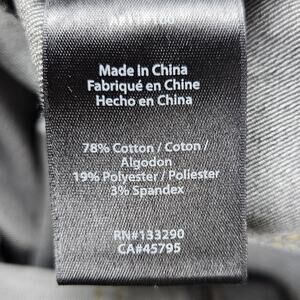 Made in China
Fabriqué en Chine
Hecho en China
78% Cotton / Coton /
Algodon
19% Polyester / Poliester
3% Spandex
RN#133290
CA#45795